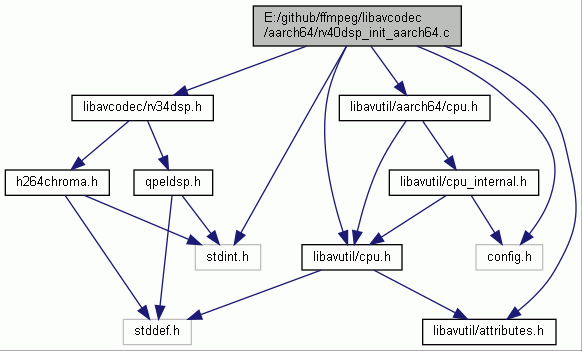 E:/github/ffmpeg/libavcodec
/aarch64/rv40dsp_init_aarch64.c
libavcodec/rv34dsp.h
libavutil/aarch64/cpu.h
h264chroma.h
qpeldsp.h
libavutil/cpu_internal.h
stdint.h
libavutil/cpu.h
config.h
stddef.h
libavutil/attributes.h